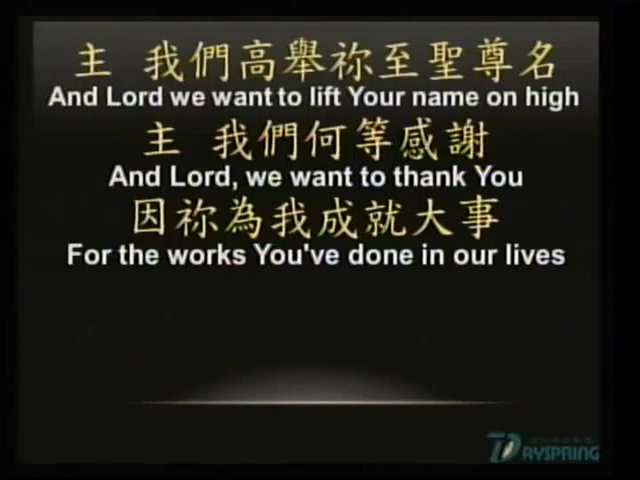 主 我們高舉祢至聖尊名
And Lord we want to lift Your name on high
主 我們何等感謝
And Lord, we want to thank You
因祢為我成就大事
For the works You've done in our lives
DAYSPRING